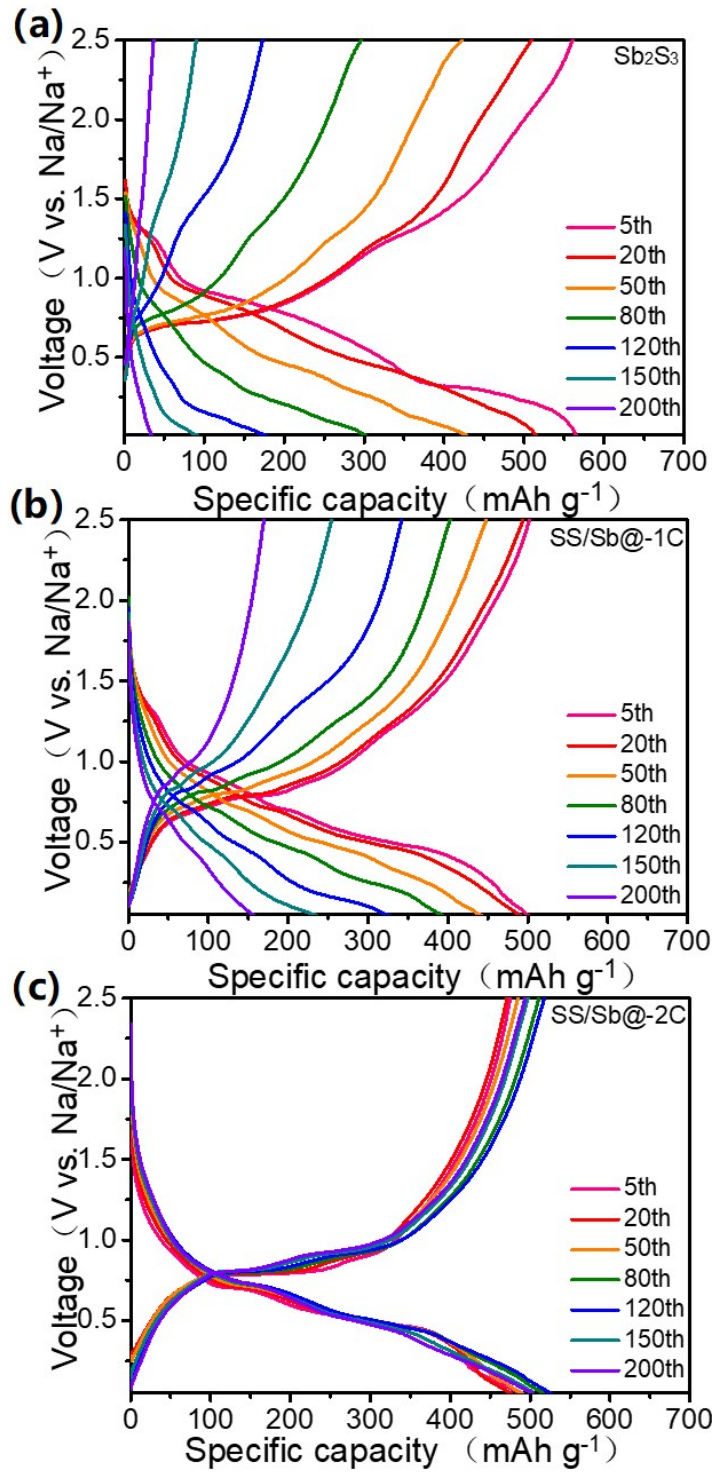 (a)
Sb₂S₃
Voltage（V vs. Na/Na⁺）
2.5
2.0
1.5
1.0
0.5
5th
20th
50th
80th
120th
150th
200th
0 100 200 300 400 500 600 700
Specific capacity（mAh g⁻¹）
(b)
SS/Sb@-1C
Voltage（V vs. Na/Na⁺）
2.5
2.0
1.5
1.0
0.5
5th
20th
50th
80th
120th
150th
200th
0 100 200 300 400 500 600 700
Specific capacity（mAh g⁻¹）
(c)
SS/Sb@-2C
Voltage（V vs. Na/Na⁺）
2.5
2.0
1.5
1.0
0.5
5th
20th
50th
80th
120th
150th
200th
0 100 200 300 400 500 600 700
Specific capacity（mAh g⁻¹）